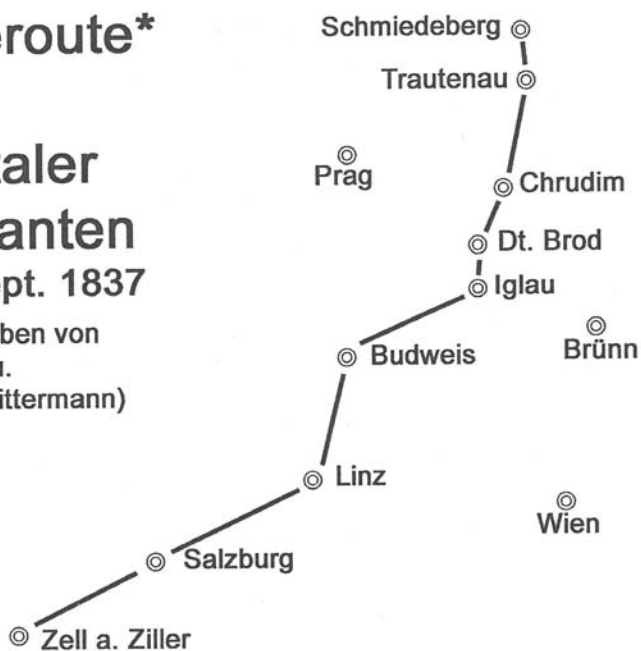 eroute*
taler
anten
pt. 1837
ben von
u.
ittermann)
Schmiedeberg
Trautenau
Prag
Chrudim
Dt. Brod
Iglau
Brünn
Budweis
Linz
Wien
Salzburg
Zell a. Ziller